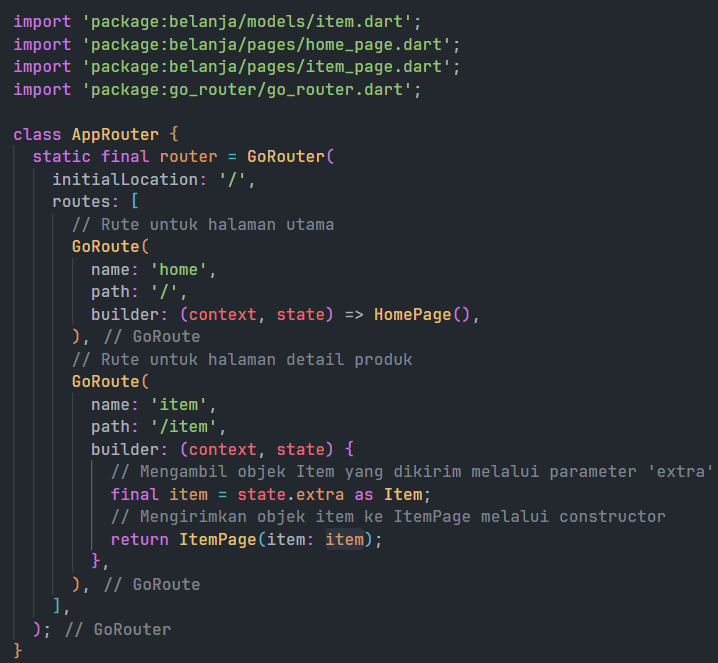 import 'package:belanja/models/item.dart';
import 'package:belanja/pages/home_page.dart';
import 'package:belanja/pages/item_page.dart';
import 'package:go_router/go_router.dart';

class AppRouter {
  static final router = GoRouter(
    initialLocation: '/',
    routes: [
      // Rute untuk halaman utama
      GoRoute(
        name: 'home',
        path: '/',
        builder: (context, state) => HomePage(),
      ), // GoRoute
      // Rute untuk halaman detail produk
      GoRoute(
        name: 'item',
        path: '/item',
        builder: (context, state) {
          // Mengambil objek Item yang dikirim melalui parameter 'extra'
          final item = state.extra as Item;
          // Mengirimkan objek item ke ItemPage melalui constructor
          return ItemPage(item: item);
        },
      ), // GoRoute
    ],
  ); // GoRouter
}